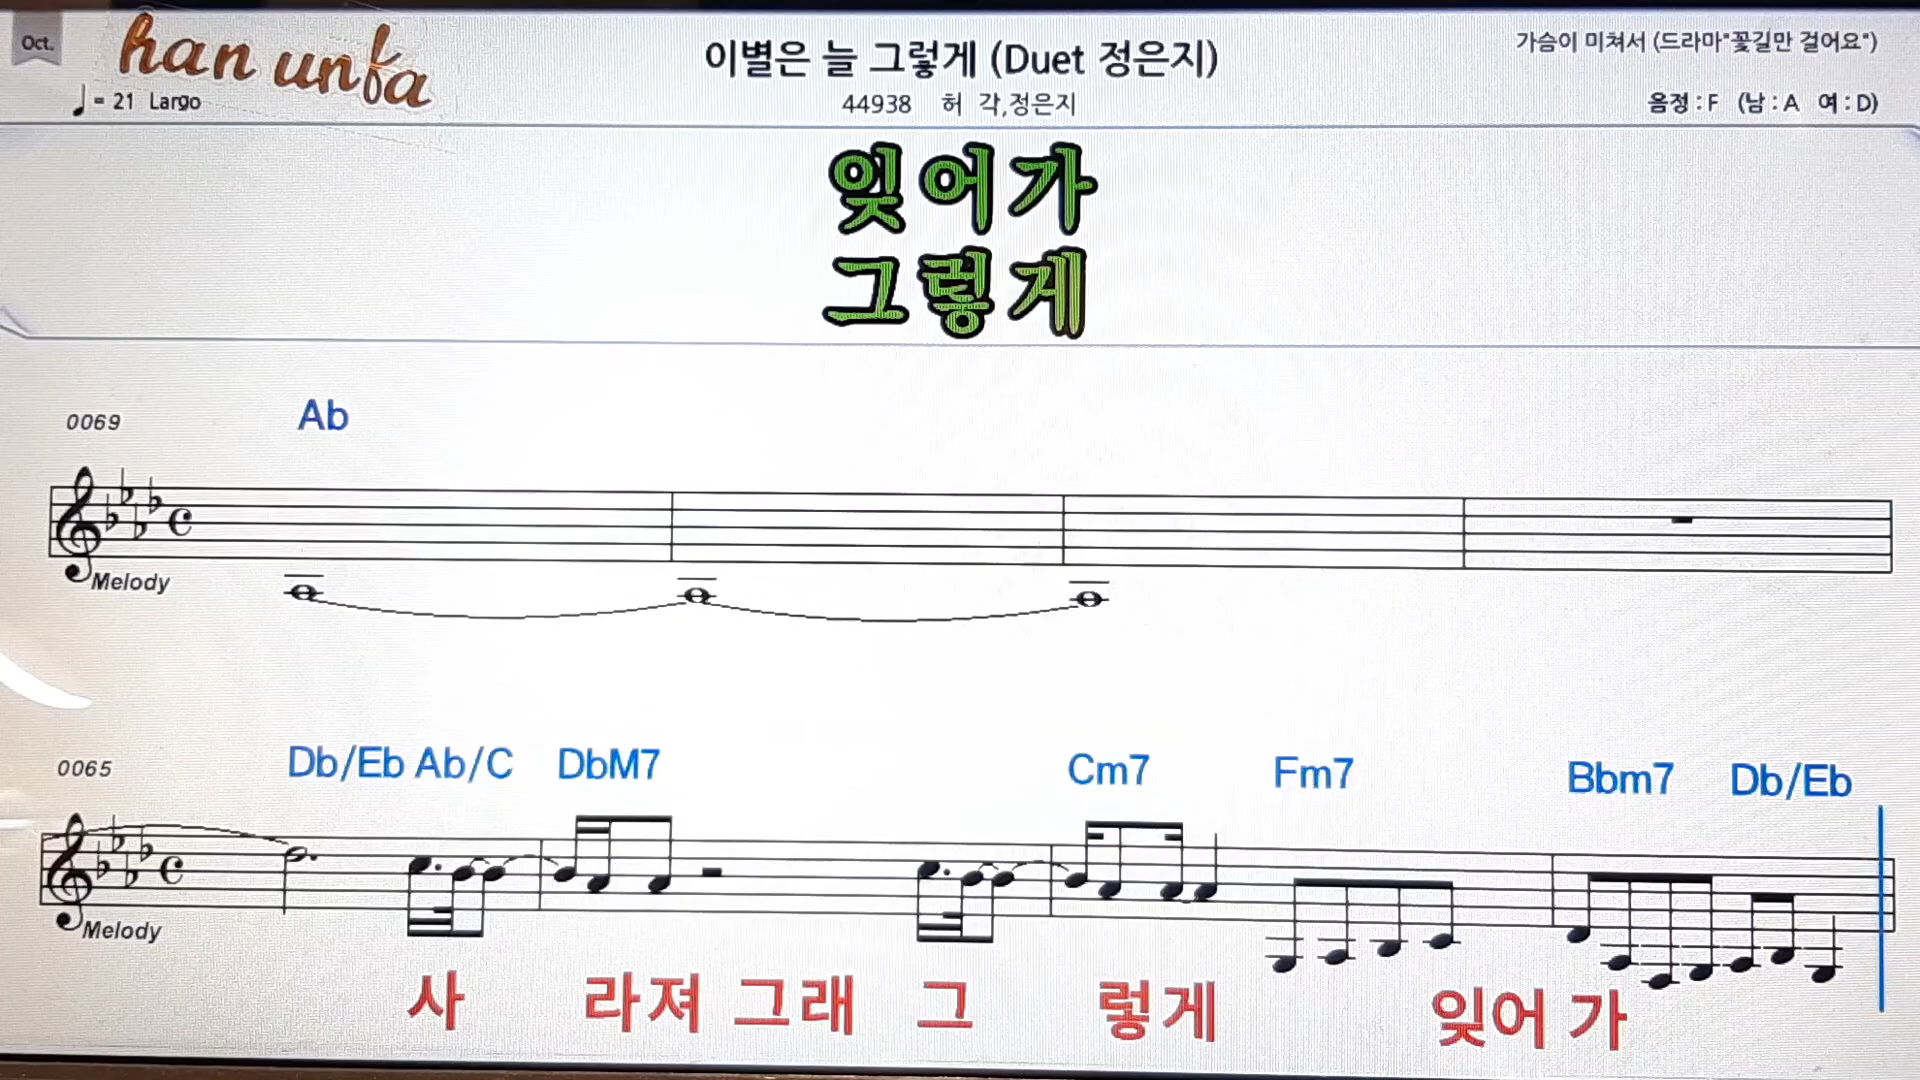 Oct.
han unfa
이별은 늘 그렇게 (Duet 정은지)
가슴이 미쳐서 (드라마"꽃길만 걸어요")
♩= 21 Largo
44938 허 각,정은지
음정 : F (남 : A 여 : D)
잊어가
그렇게
0069
Ab
Melody
0065
Db/Eb Ab/C DbM7 Cm7 Fm7 Bbm7 Db/Eb
Melody
사 라져 그래 그 렇게 잊어 가